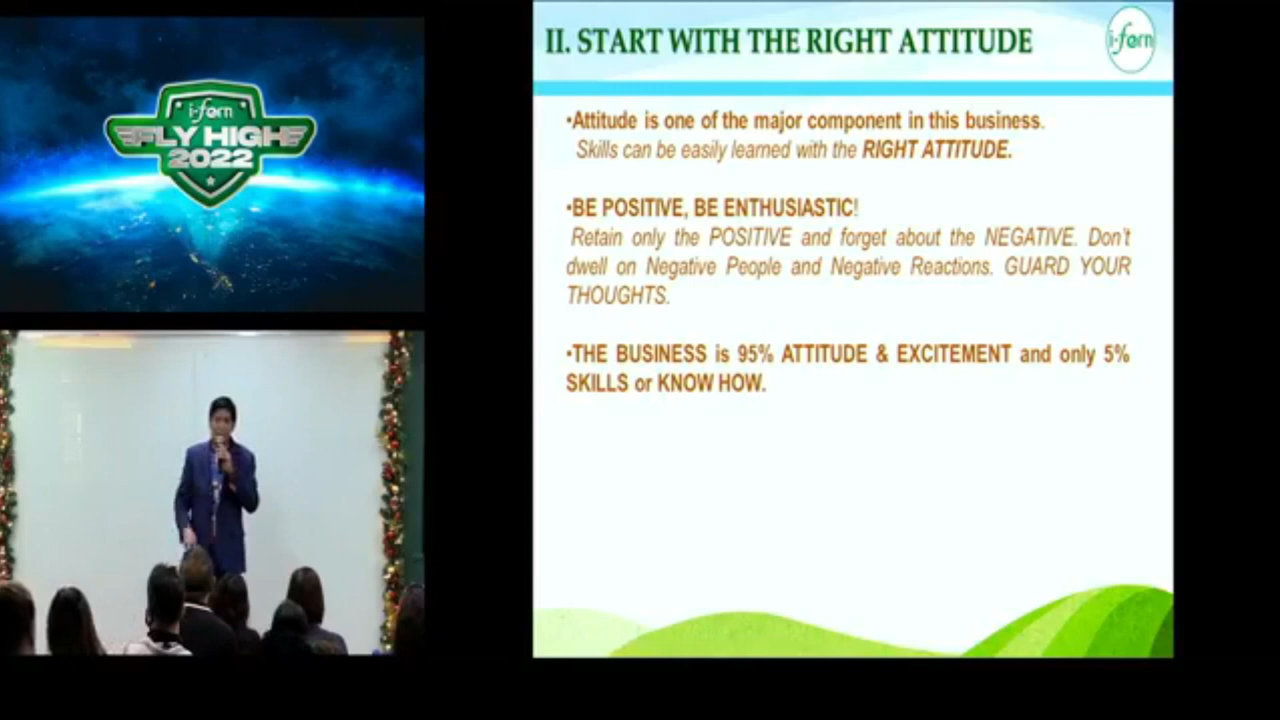 i-fern
FLY HIGH
2022
II. START WITH THE RIGHT ATTITUDE
i-fern
•Attitude is one of the major component in this business.
Skills can be easily learned with the RIGHT ATTITUDE.
•BE POSITIVE, BE ENTHUSIASTIC!
Retain only the POSITIVE and forget about the NEGATIVE. Don't
dwell on Negative People and Negative Reactions. GUARD YOUR
THOUGHTS.
•THE BUSINESS is 95% ATTITUDE & EXCITEMENT and only 5%
SKILLS or KNOW HOW.